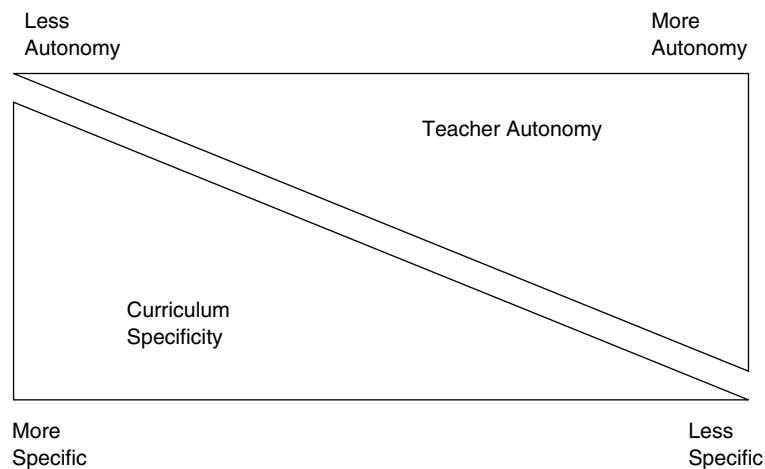 Less
Autonomy
More
Autonomy
Teacher Autonomy
Curriculum
Specificity
More
Specific
Less
Specific